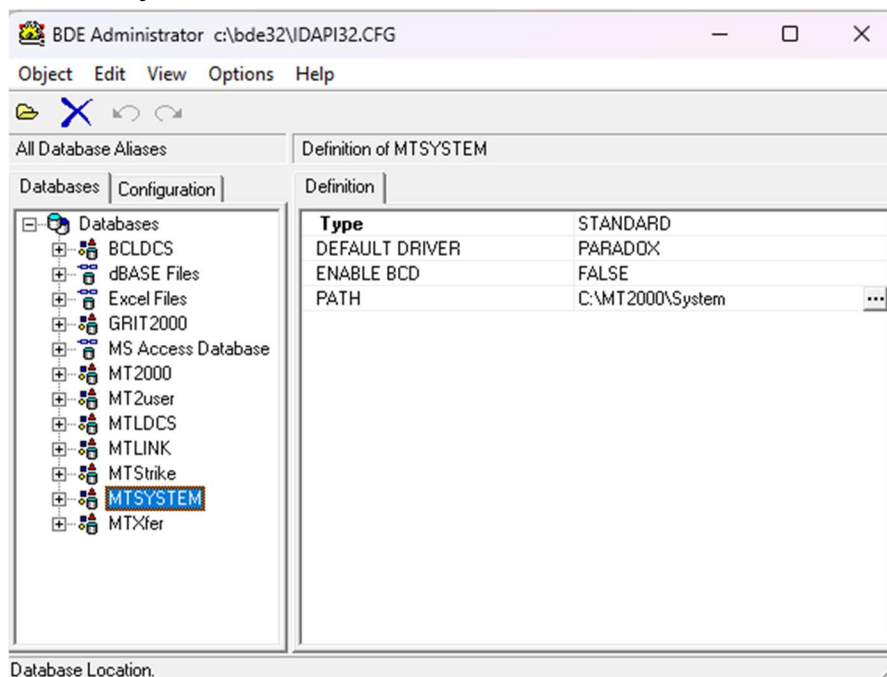 BDE Administrator c:\bde32\IDAPI32.CFG
Object Edit View Options Help
All Database Aliases
Definition of MTSYSTEM
Databases Configuration
Definition
Databases
BCLDCS
dBASE Files
Excel Files
GRIT2000
MS Access Database
MT2000
MT2user
MTLDCS
MTLINK
MTStrike
MTSYSTEM
MTXfer
Type STANDARD
DEFAULT DRIVER PARADOX
ENABLE BCD FALSE
PATH C:\MT2000\System ...
Database Location.